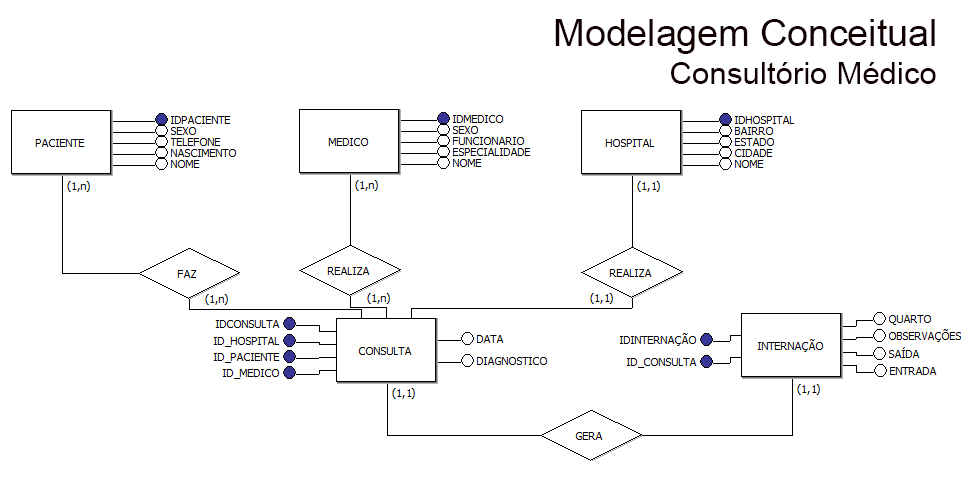 Modelagem Conceitual
Consultório Médico
PACIENTE
IDPACIENTE
SEXO
TELEFONE
NASCIMENTO
NOME
(1,n)
MEDICO
IDMEDICO
SEXO
FUNCIONARIO
ESPECIALIDADE
NOME
(1,n)
HOSPITAL
IDHOSPITAL
BAIRRO
ESTADO
CIDADE
NOME
(1,1)
FAZ
(1,n)
REALIZA
(1,n)
REALIZA
(1,1)
IDCONSULTA
ID_HOSPITAL
ID_PACIENTE
ID_MEDICO
CONSULTA
DATA
DIAGNOSTICO
(1,1)
IDINTERNAÇÃO
ID_CONSULTA
INTERNAÇÃO
QUARTO
OBSERVAÇÕES
SAÍDA
ENTRADA
(1,1)
GERA